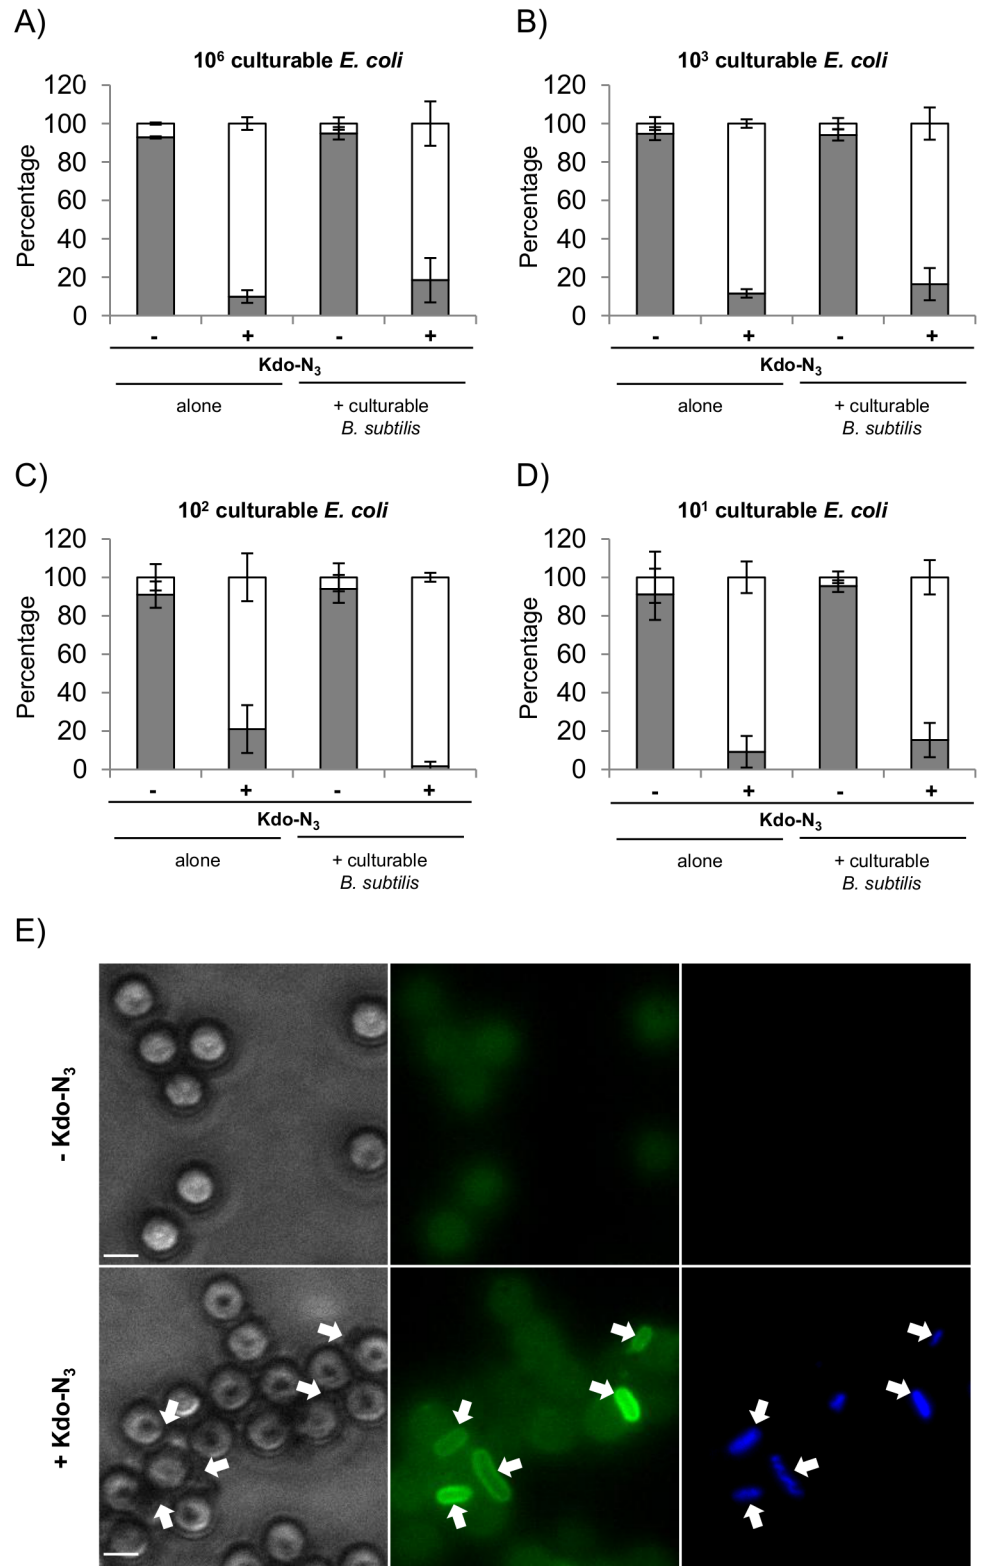 A)
10⁶ culturable E. coli
Percentage
120
100
80
60
40
20
0
- + - +
Kdo-N₃
alone
+ culturable
B. subtilis
B)
10³ culturable E. coli
Percentage
120
100
80
60
40
20
0
- + - +
Kdo-N₃
alone
+ culturable
B. subtilis
C)
10² culturable E. coli
Percentage
120
100
80
60
40
20
0
- + - +
Kdo-N₃
alone
+ culturable
B. subtilis
D)
10¹ culturable E. coli
Percentage
120
100
80
60
40
20
0
- + - +
Kdo-N₃
alone
+ culturable
B. subtilis
E)
- Kdo-N₃
+ Kdo-N₃